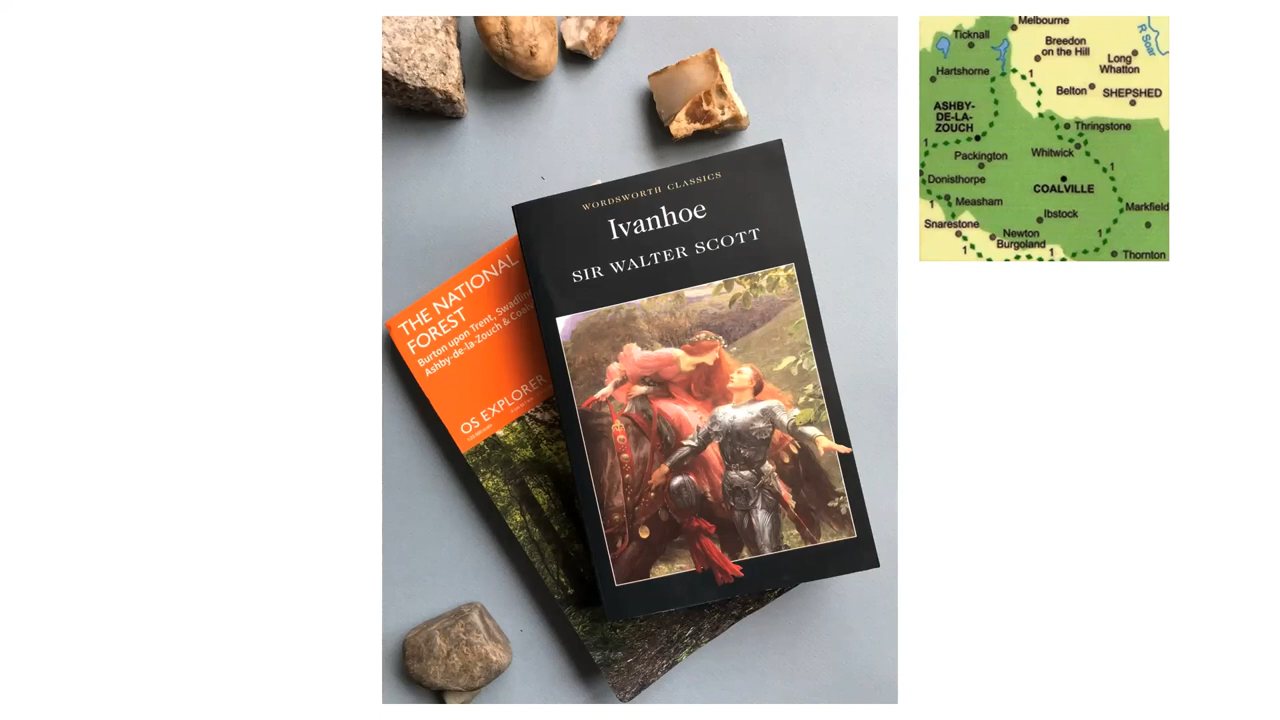 WORDSWORTH CLASSICS
Ivanhoe
SIR WALTER SCOTT
THE NATIONAL
FOREST
Burton upon Trent,
Ashby-de-la-Zouch &
OS EXPLORER
Melbourne
Ticknall
Breedon
on the Hill
R Soar
Long
Whatton
Hartshorne
1
Belton
SHEPSHED
ASHBY-
DE-LA-
ZOUCH
Thringstone
1
Packington
Whitwick
1
Donisthorpe
COALVILLE
1
Measham
Markfield
Ibstock
Snarestone
Newton
Burgoland
1
1
1
Thornton